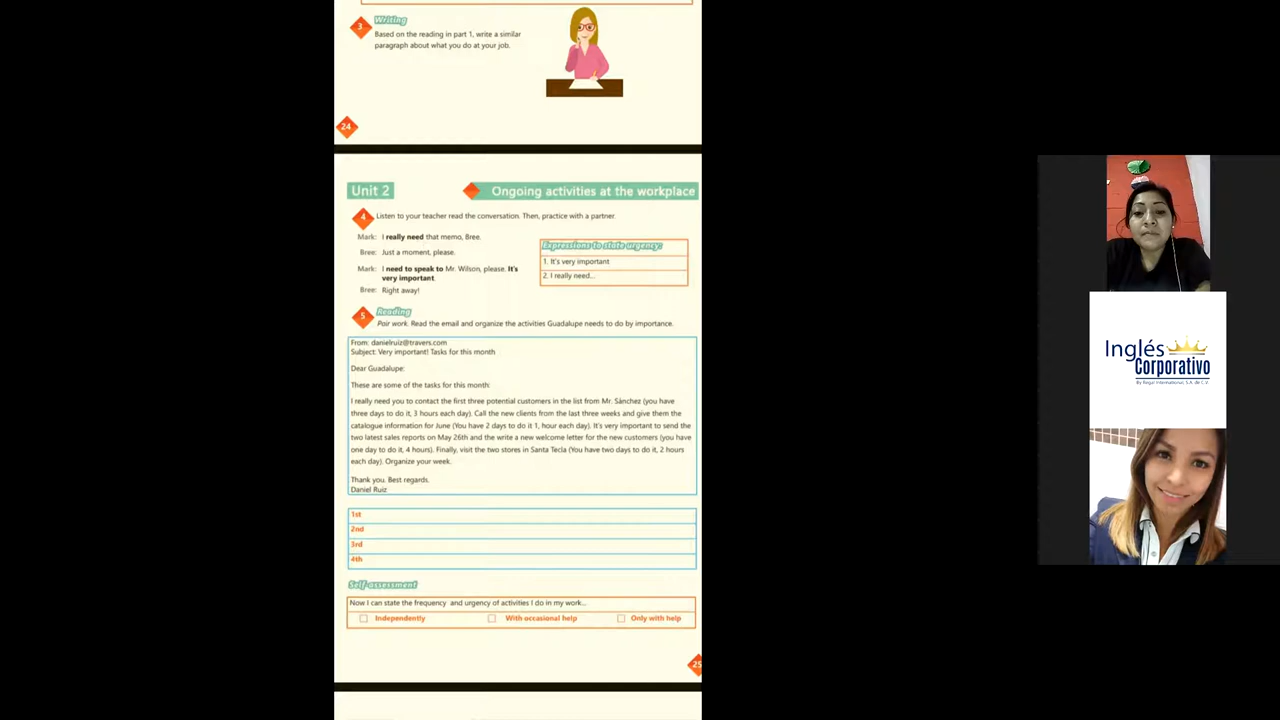 3 Writing
Based on the reading in part 1, write a similar
paragraph about what you do at your job.
24
Unit 2
Ongoing activities at the workplace
4 Listen to your teacher read the conversation. Then, practice with a partner.
Mark: I really need that memo, Bree.
Bree: Just a moment, please.
Mark: I need to speak to Mr. Wilson, please. It's
very important.
Bree: Right away!
Expressions to state urgency:
1. It's very important
2. I really need...
5 Reading
Pair work. Read the email and organize the activities Guadalupe needs to do by importance.
From: danielruiz@travers.com
Subject: Very important! Tasks for this month
Dear Guadalupe:
These are some of the tasks for this month:
I really need you to contact the first three potential customers in the list from Mr. Sànchez (you have
three days to do it, 3 hours each day). Call the new clients from the last three weeks and give them the
catalogue information for June (You have 2 days to do it 1, hour each day). It's very important to send the
two latest sales reports on May 26th and the write a new welcome letter for the new customers (you have
one day to do it, 4 hours). Finally, visit the two stores in Santa Tecla (You have two days to do it, 2 hours
each day). Organize your week.
Thank you. Best regards.
Daniel Ruiz
1st
2nd
3rd
4th
Self-assessment
Now I can state the frequency and urgency of activities I do in my work...
Independently
With occasional help
Only with help
25
Inglés
Corporativo
By Regal International, S.A. de C.V.